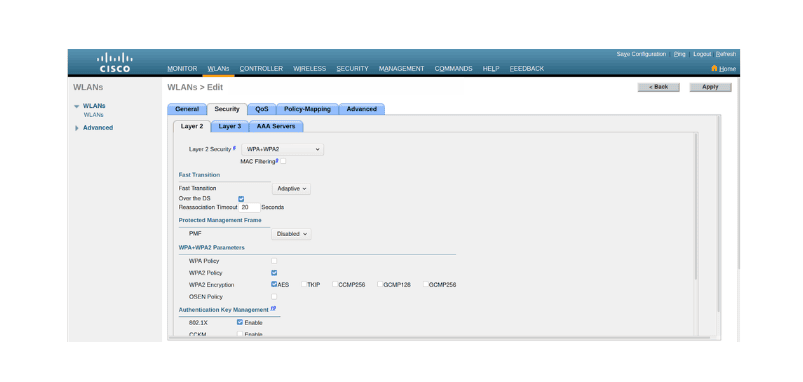 Save Configuration Ping Logout Refresh
CISCO
MONITOR WLANs CONTROLLER WIRELESS SECURITY MANAGEMENT COMMANDS HELP FEEDBACK
Home
WLANs
WLANs > Edit
< Back
Apply
WLANs
WLANs
Advanced
General Security QoS Policy-Mapping Advanced
Layer 2 Layer 3 AAA Servers
Layer 2 Security WPA+WPA2
MAC Filtering
Fast Transition
Fast Transition Adaptive
Over the DS
Reassociation Timeout 20 Seconds
Protected Management Frame
PMF Disabled
WPA+WPA2 Parameters
WPA Policy
WPA2 Policy
WPA2 Encryption AES TKIP CCMP256 GCMP128 GCMP256
OSEN Policy
Authentication Key Management
802.1X Enable
CCKM Enable